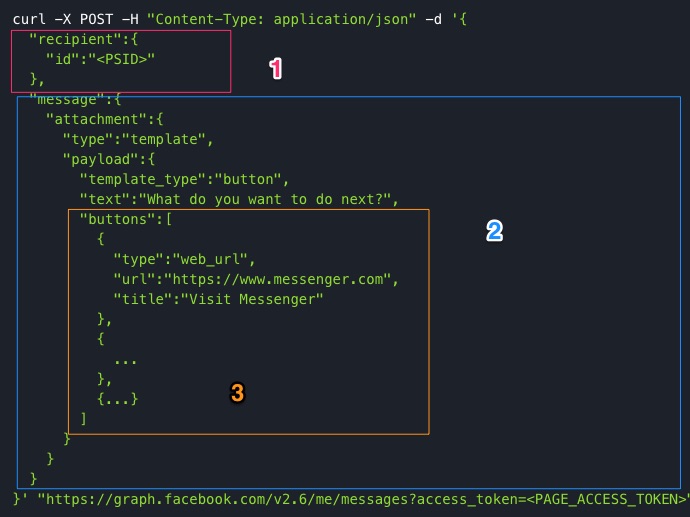 curl -X POST -H "Content-Type: application/json" -d '{
  "recipient":{
    "id":"<PSID>"
  },
1
  "message":{
    "attachment":{
      "type":"template",
      "payload":{
        "template_type":"button",
        "text":"What do you want to do next?",
        "buttons":[
2
          {
            "type":"web_url",
            "url":"https://www.messenger.com",
            "title":"Visit Messenger"
          },
          {
            ...
          },
          {...}
3
        ]
      }
    }
  }
}' "https://graph.facebook.com/v2.6/me/messages?access_token=<PAGE_ACCESS_TOKEN>"